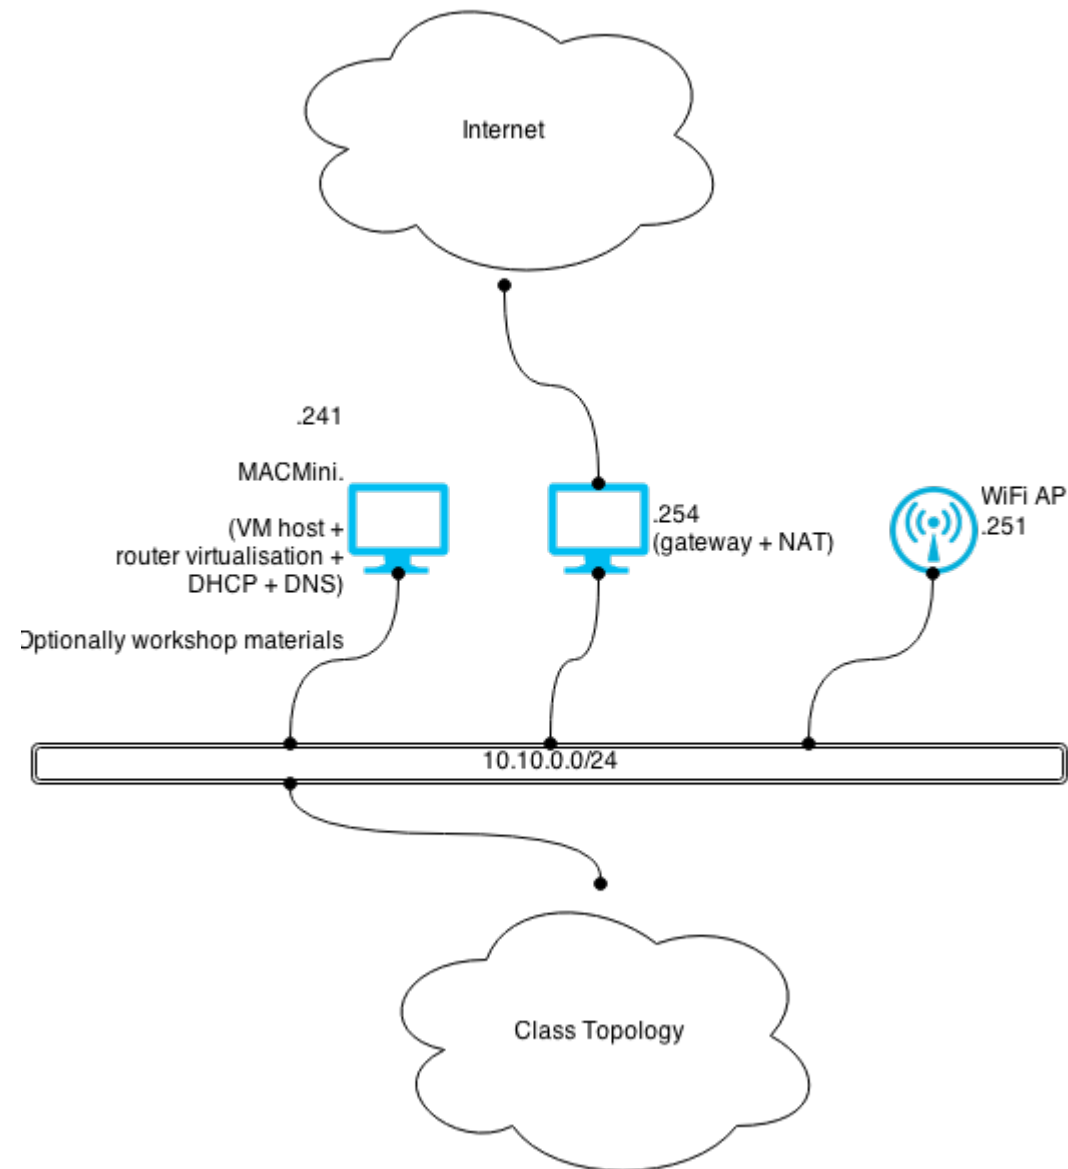 Internet
.241
MACMini.
(VM host +
router virtualisation +
DHCP + DNS)
Optionally workshop materials
.254
(gateway + NAT)
WiFi AP
.251
10.10.0.0/24
Class Topology